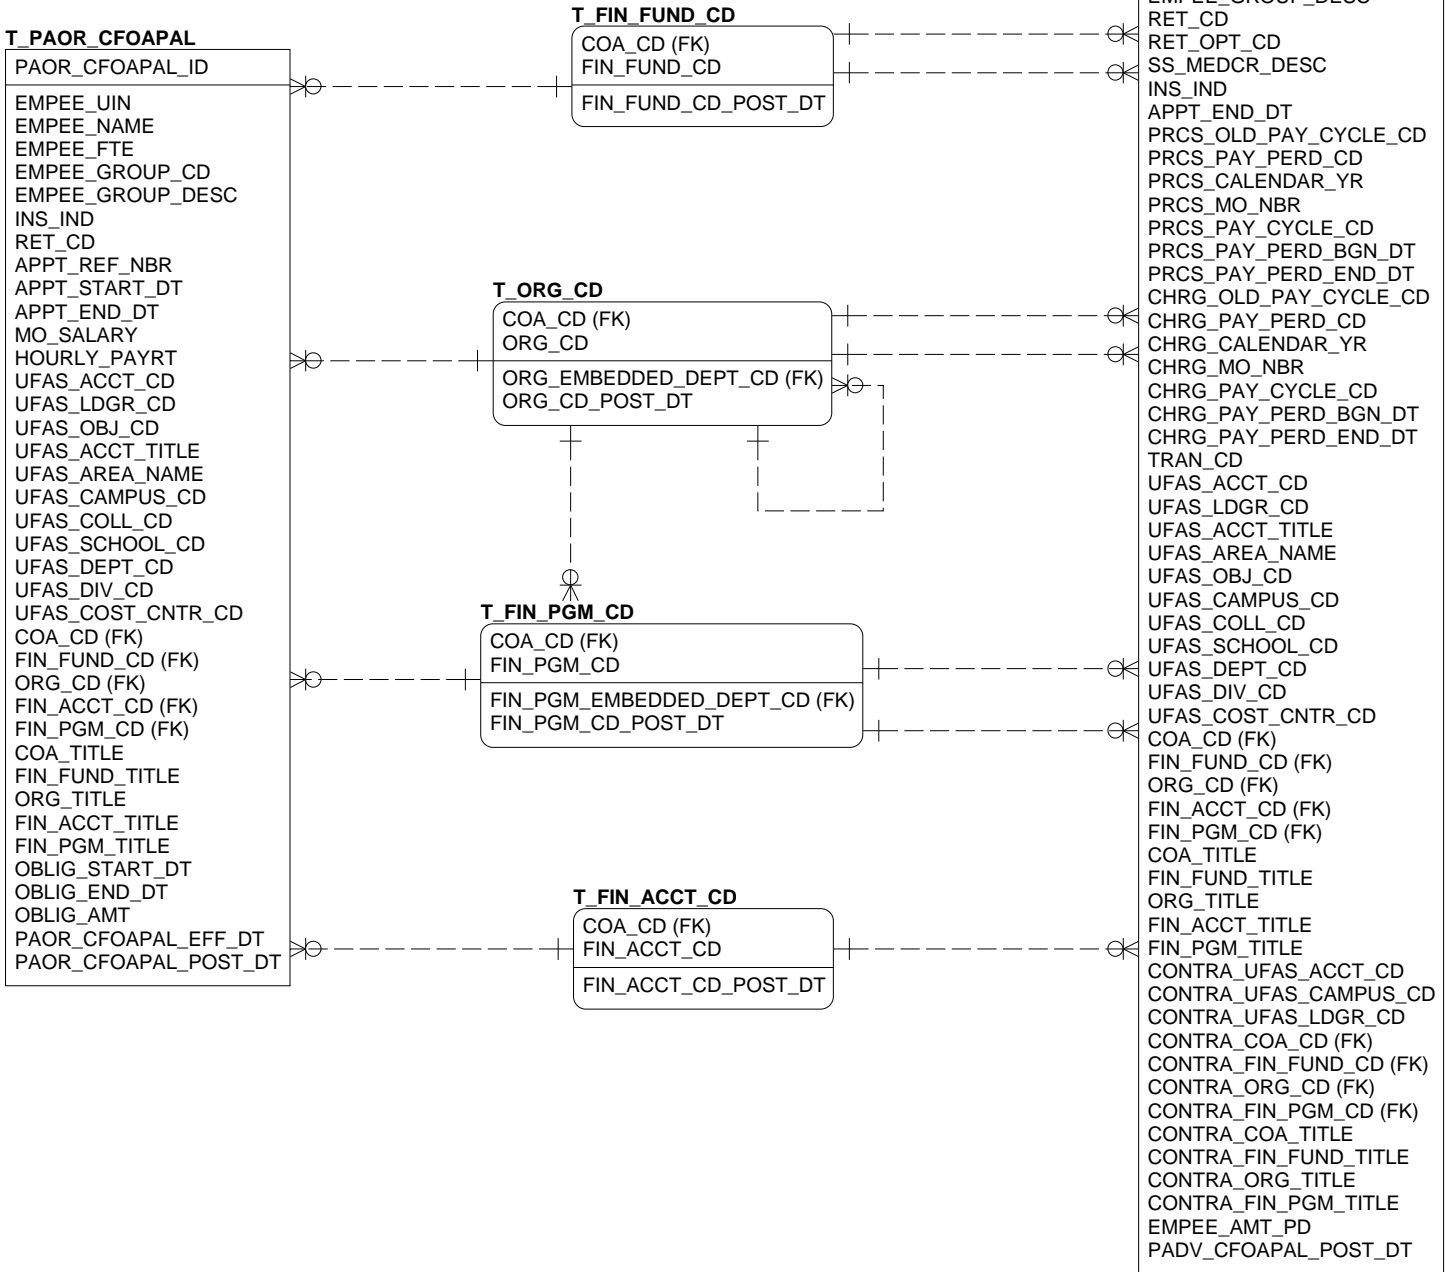 T_PAOR_CFOAPAL
PAOR_CFOAPAL_ID
EMPEE_UIN
EMPEE_NAME
EMPEE_FTE
EMPEE_GROUP_CD
EMPEE_GROUP_DESC
INS_IND
RET_CD
APPT_REF_NBR
APPT_START_DT
APPT_END_DT
MO_SALARY
HOURLY_PAYRT
UFAS_ACCT_CD
UFAS_LDGR_CD
UFAS_OBJ_CD
UFAS_ACCT_TITLE
UFAS_AREA_NAME
UFAS_CAMPUS_CD
UFAS_COLL_CD
UFAS_SCHOOL_CD
UFAS_DEPT_CD
UFAS_DIV_CD
UFAS_COST_CNTR_CD
COA_CD (FK)
FIN_FUND_CD (FK)
ORG_CD (FK)
FIN_ACCT_CD (FK)
FIN_PGM_CD (FK)
COA_TITLE
FIN_FUND_TITLE
ORG_TITLE
FIN_ACCT_TITLE
FIN_PGM_TITLE
OBLIG_START_DT
OBLIG_END_DT
OBLIG_AMT
PAOR_CFOAPAL_EFF_DT
PAOR_CFOAPAL_POST_DT
T_FIN_FUND_CD
COA_CD (FK)
FIN_FUND_CD
FIN_FUND_CD_POST_DT
T_ORG_CD
COA_CD (FK)
ORG_CD
ORG_EMBEDDED_DEPT_CD (FK)
ORG_CD_POST_DT
T_FIN_PGM_CD
COA_CD (FK)
FIN_PGM_CD
FIN_PGM_EMBEDDED_DEPT_CD (FK)
FIN_PGM_CD_POST_DT
T_FIN_ACCT_CD
COA_CD (FK)
FIN_ACCT_CD
FIN_ACCT_CD_POST_DT
EMPEE_GROUP_DESC
RET_CD
RET_OPT_CD
SS_MEDCR_DESC
INS_IND
APPT_END_DT
PRCS_OLD_PAY_CYCLE_CD
PRCS_PAY_PERD_CD
PRCS_CALENDAR_YR
PRCS_MO_NBR
PRCS_PAY_CYCLE_CD
PRCS_PAY_PERD_BGN_DT
PRCS_PAY_PERD_END_DT
CHRG_OLD_PAY_CYCLE_CD
CHRG_PAY_PERD_CD
CHRG_CALENDAR_YR
CHRG_MO_NBR
CHRG_PAY_CYCLE_CD
CHRG_PAY_PERD_BGN_DT
CHRG_PAY_PERD_END_DT
TRAN_CD
UFAS_ACCT_CD
UFAS_LDGR_CD
UFAS_ACCT_TITLE
UFAS_AREA_NAME
UFAS_OBJ_CD
UFAS_CAMPUS_CD
UFAS_COLL_CD
UFAS_SCHOOL_CD
UFAS_DEPT_CD
UFAS_DIV_CD
UFAS_COST_CNTR_CD
COA_CD (FK)
FIN_FUND_CD (FK)
ORG_CD (FK)
FIN_ACCT_CD (FK)
FIN_PGM_CD (FK)
COA_TITLE
FIN_FUND_TITLE
ORG_TITLE
FIN_ACCT_TITLE
FIN_PGM_TITLE
CONTRA_UFAS_ACCT_CD
CONTRA_UFAS_CAMPUS_CD
CONTRA_UFAS_LDGR_CD
CONTRA_COA_CD (FK)
CONTRA_FIN_FUND_CD (FK)
CONTRA_ORG_CD (FK)
CONTRA_FIN_PGM_CD (FK)
CONTRA_COA_TITLE
CONTRA_FIN_FUND_TITLE
CONTRA_ORG_TITLE
CONTRA_FIN_PGM_TITLE
EMPEE_AMT_PD
PADV_CFOAPAL_POST_DT